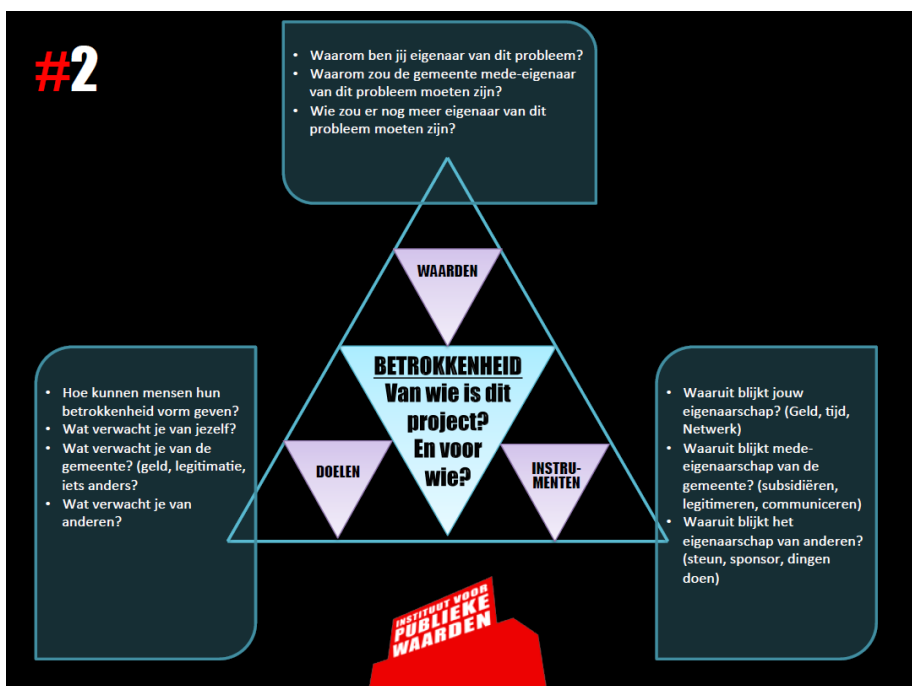 #2
• Waarom ben jij eigenaar van dit probleem?
• Waarom zou de gemeente mede-eigenaar
van dit probleem moeten zijn?
• Wie zou er nog meer eigenaar van dit
probleem moeten zijn?
WAARDEN
BETROKKENHEID
Van wie is dit
project?
En voor
wie?
DOELEN
INSTRU-
MENTEN
• Hoe kunnen mensen hun
betrokkenheid vorm geven?
• Wat verwacht je van jezelf?
• Wat verwacht je van de
gemeente? (geld, legitimatie,
iets anders?
• Wat verwacht je van
anderen?
• Waaruit blijkt jouw
eigenaarschap? (Geld, tijd,
Netwerk)
• Waaruit blijkt mede-
eigenaarschap van de
gemeente? (subsidiëren,
legitimeren, communiceren)
• Waaruit blijkt het
eigenaarschap van anderen?
(steun, sponsor, dingen
doen)
INSTITUUT VOOR
PUBLIEKE
WAARDEN